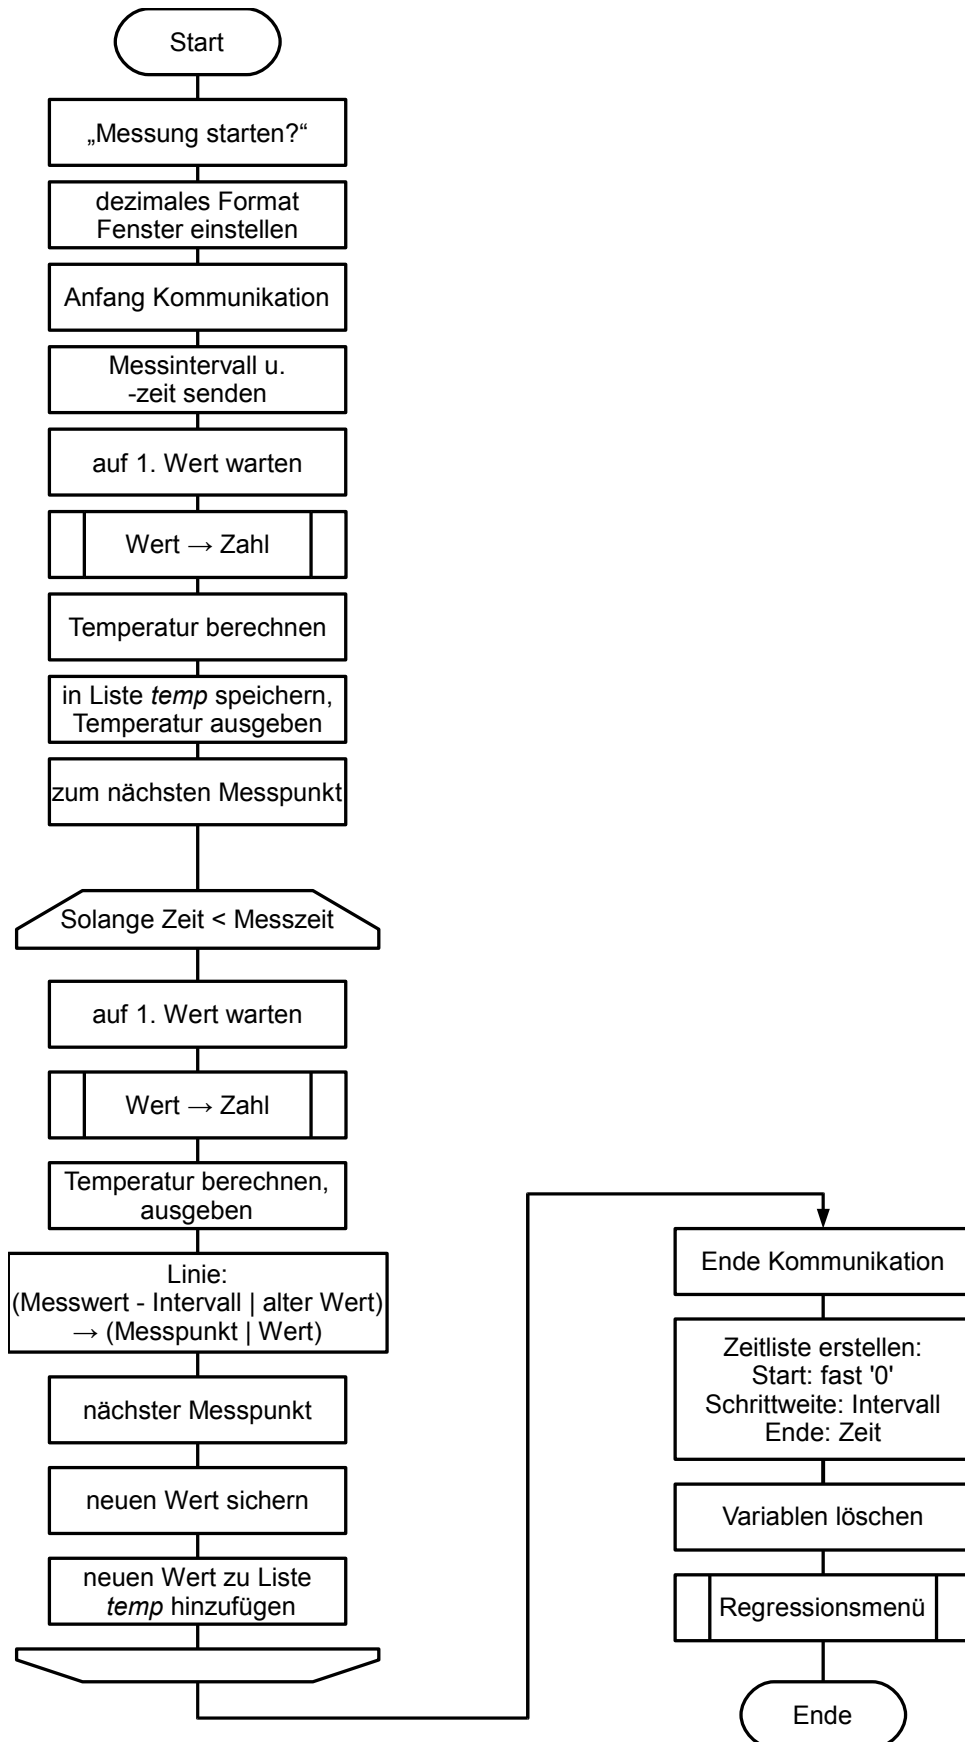 Start
„Messung starten?“
dezimales Format
Fenster einstellen
Anfang Kommunikation
Messintervall u.
-zeit senden
auf 1. Wert warten
Wert → Zahl
Temperatur berechnen
in Liste temp speichern,
Temperatur ausgeben
zum nächsten Messpunkt
Solange Zeit < Messzeit
auf 1. Wert warten
Wert → Zahl
Temperatur berechnen,
ausgeben
Linie:
(Messwert - Intervall | alter Wert)
→ (Messpunkt | Wert)
nächster Messpunkt
neuen Wert sichern
neuen Wert zu Liste
temp hinzufügen
Ende Kommunikation
Zeitliste erstellen:
Start: fast '0'
Schrittweite: Intervall
Ende: Zeit
Variablen löschen
Regressionsmenü
Ende